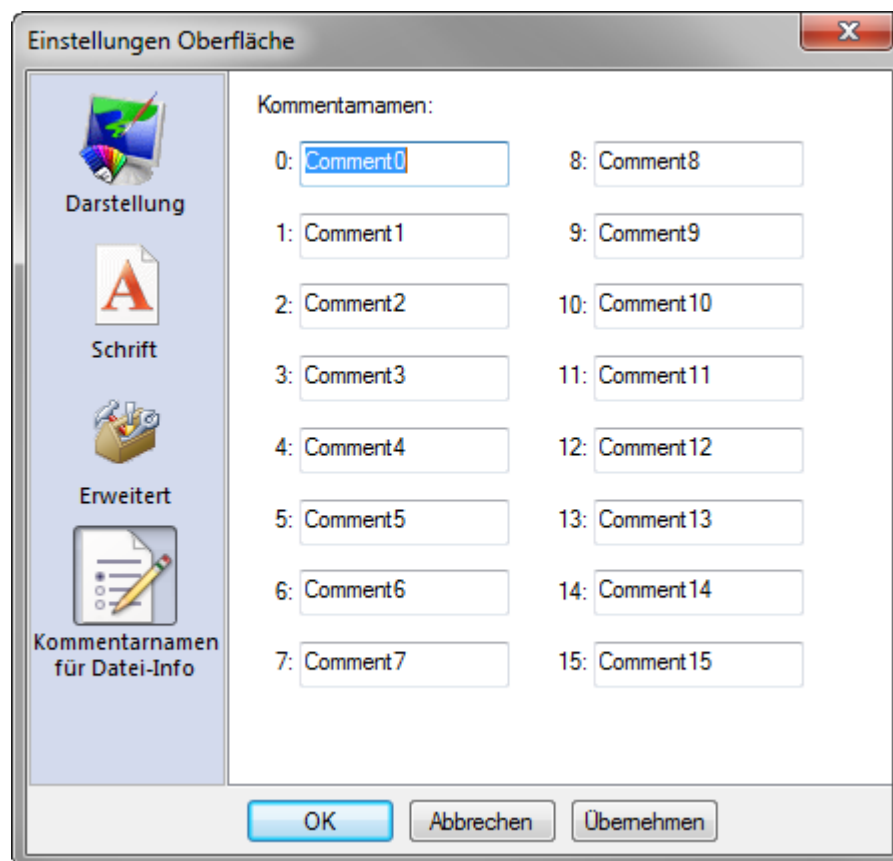 Einstellungen Oberfläche
Darstellung
Schrift
Erweitert
Kommentarnamen
für Datei-Info
Kommentarnamen:
0: Comment0
1: Comment1
2: Comment2
3: Comment3
4: Comment4
5: Comment5
6: Comment6
7: Comment7
8: Comment8
9: Comment9
10: Comment10
11: Comment11
12: Comment12
13: Comment13
14: Comment14
15: Comment15
OK
Abbrechen
Übernehmen